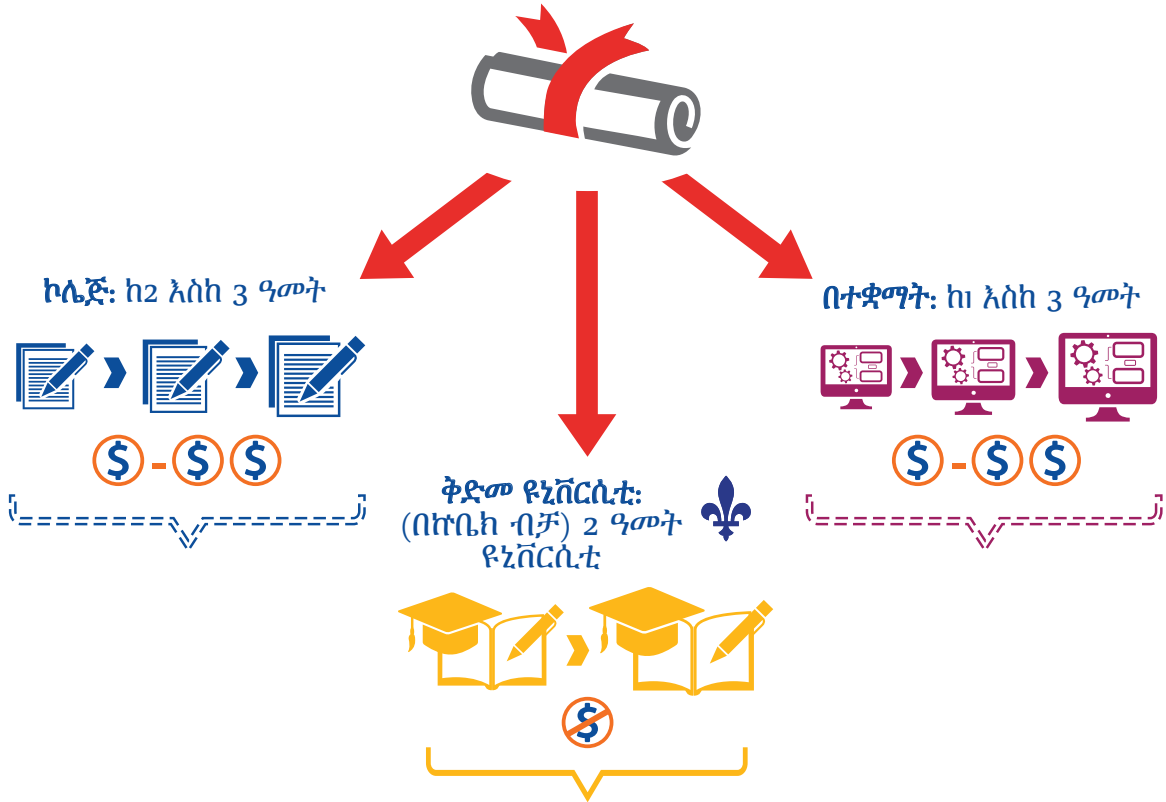 ኮሌጅ: ከ2 እስከ 3 ዓመት
በተቋማት: ከ1 እስከ 3 ዓመት
$ - $ $
$ - $ $
ቅድመ ዩኒቨርሲቲ:
(በኵቤክ ብቻ) 2 ዓመት
ዩኒቨርሲቲ
$